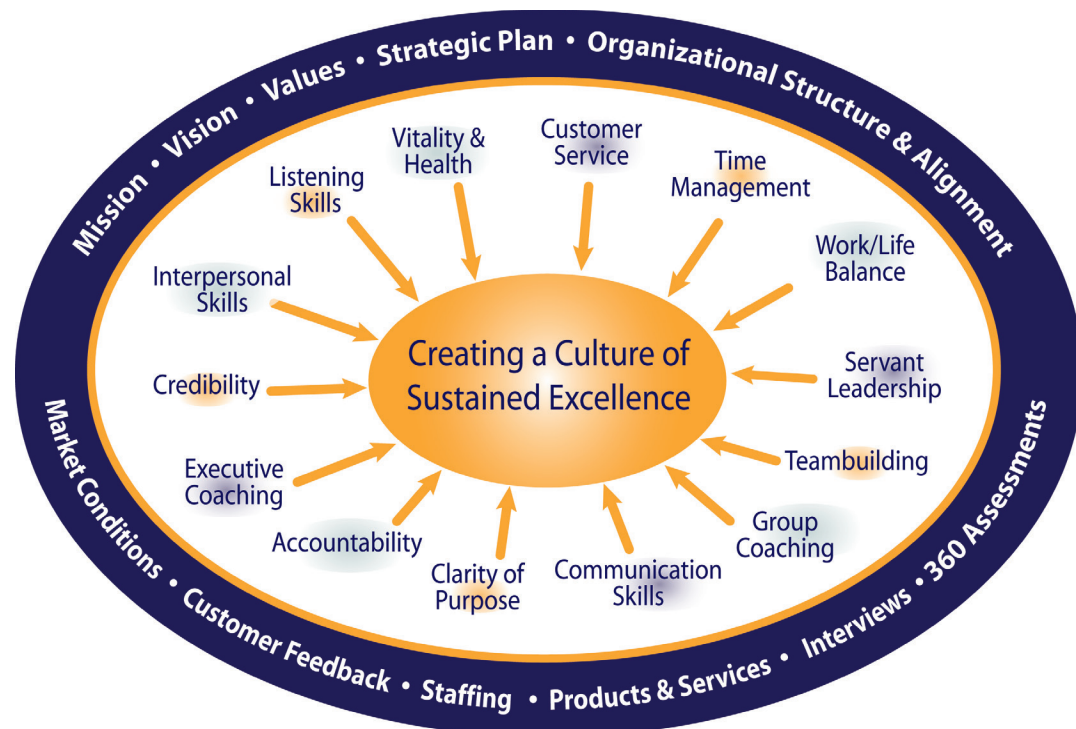 Mission • Vision • Values • Strategic Plan • Organizational Structure & Alignment
Vitality &
Health
Customer
Service
Time
Management
Listening
Skills
Work/Life
Balance
Interpersonal
Skills
Creating a Culture of
Sustained Excellence
Servant
Leadership
Credibility
Teambuilding
Executive
Coaching
Group
Coaching
Accountability
Clarity of
Purpose
Communication
Skills
Market Conditions • Customer Feedback • Staffing • Products & Services • Interviews • 360 Assessments